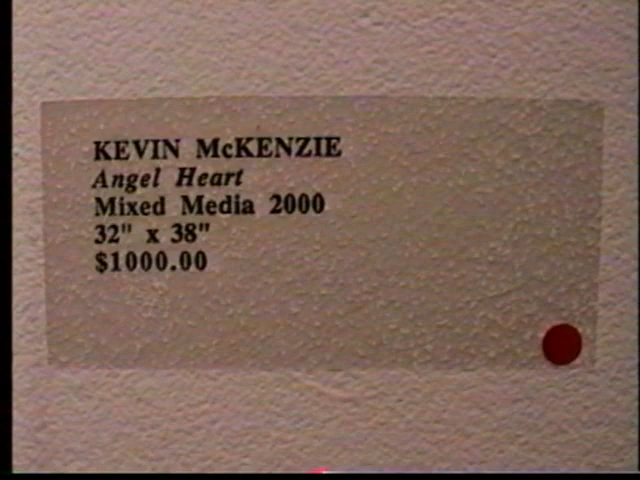 KEVIN McKENZIE
Angel Heart
Mixed Media 2000
32" x 38"
$1000.00